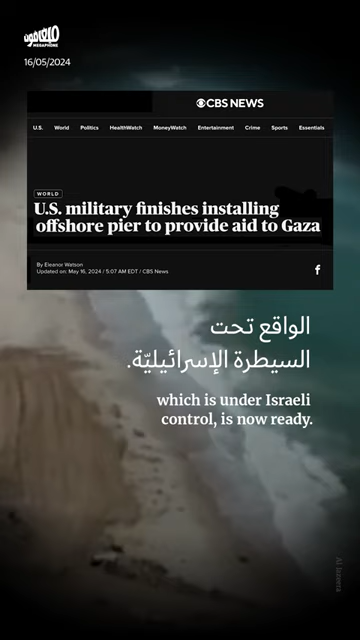 ميغافون
MEGAPHONE
16/05/2024
CBS NEWS
U.S. World Politics HealthWatch MoneyWatch Entertainment Crime Sports Essentials
WORLD
U.S. military finishes installing
offshore pier to provide aid to Gaza
By Eleanor Watson
Updated on: May 16, 2024 / 5:07 AM EDT / CBS News
f
الواقع تحت
السيطرة الإسرائيليّة.
which is under Israeli
control, is now ready.
Al Jazeera